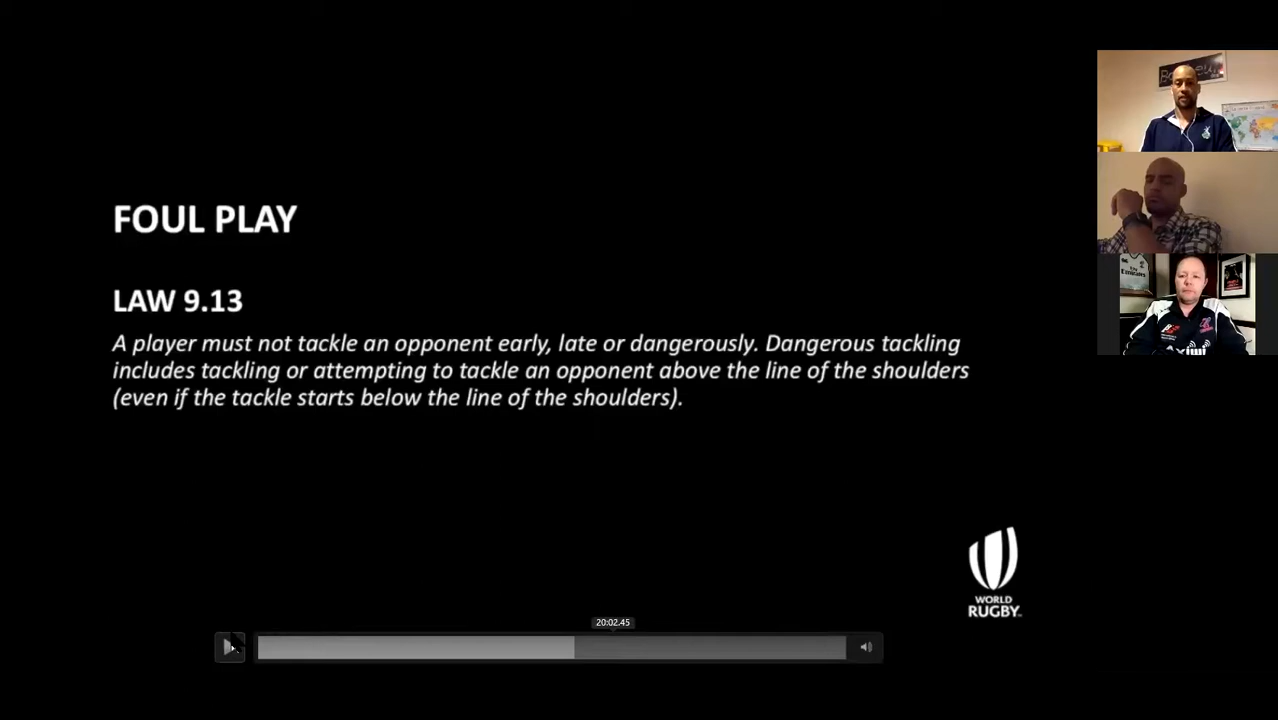 FOUL PLAY
LAW 9.13
A player must not tackle an opponent early, late or dangerously. Dangerous tackling
includes tackling or attempting to tackle an opponent above the line of the shoulders
(even if the tackle starts below the line of the shoulders).
WORLD
RUGBY
20:02.45
Emirates